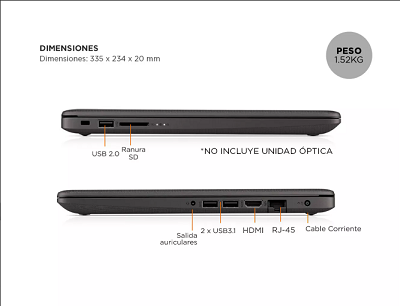 DIMENSIONES
Dimensiones: 335 x 234 x 20 mm
PESO
1.52KG
USB 2.0
Ranura
SD
*NO INCLUYE UNIDAD ÓPTICA
Salida
auriculares
2 x USB3.1
HDMI
RJ-45
Cable Corriente